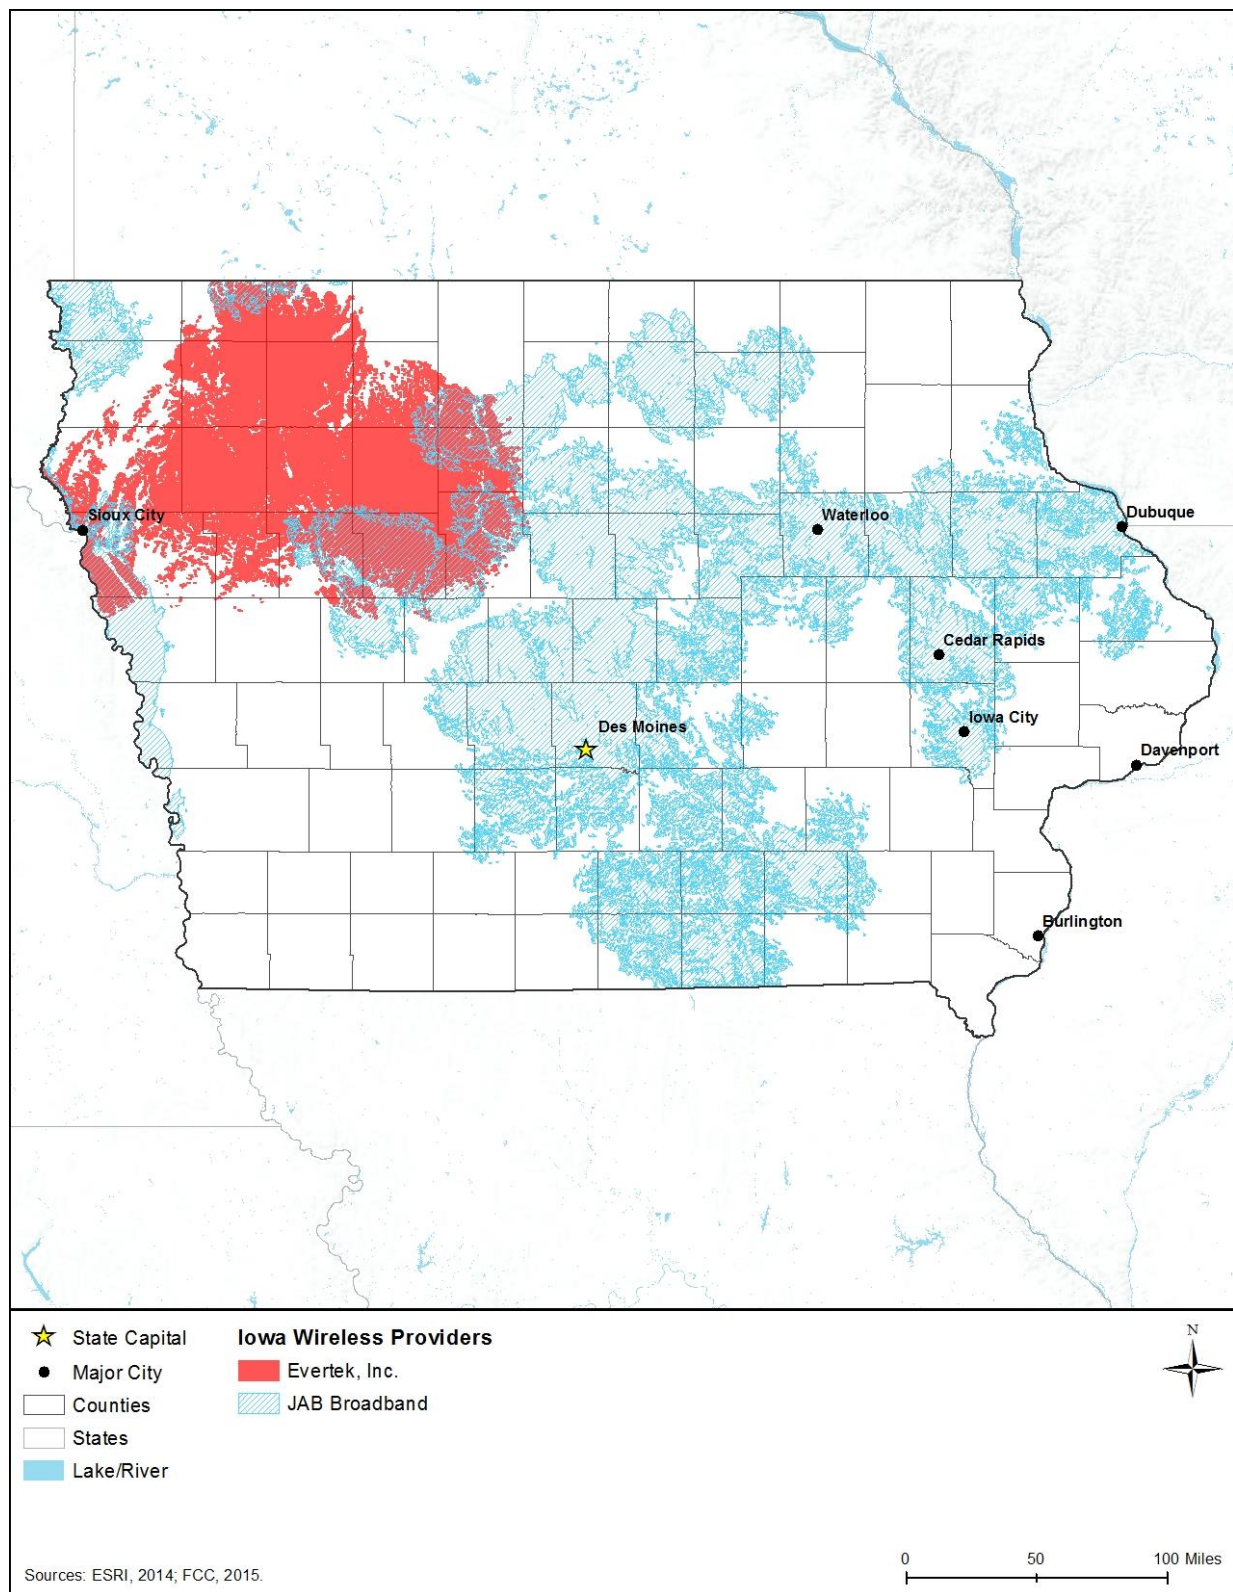 Sioux City
Waterloo
Dubuque
Cedar Rapids
Iowa City
Des Moines
Davenport
Burlington
State Capital
Major City
Counties
States
Lake/River
Iowa Wireless Providers
Evertek, Inc.
JAB Broadband
N
0 50 100 Miles
Sources: ESRI, 2014; FCC, 2015.